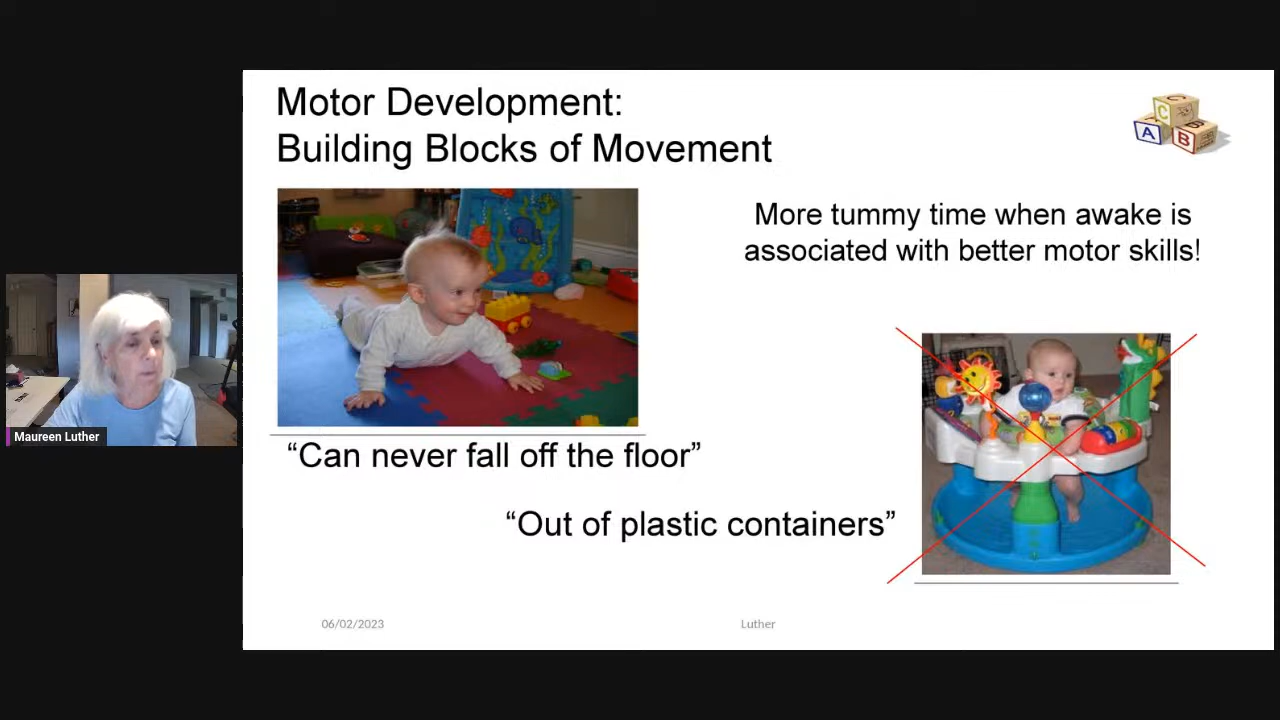 Motor Development:
Building Blocks of Movement
C
A
B
More tummy time when awake is
associated with better motor skills!
Maureen Luther
“Can never fall off the floor”
“Out of plastic containers”
06/02/2023
Luther